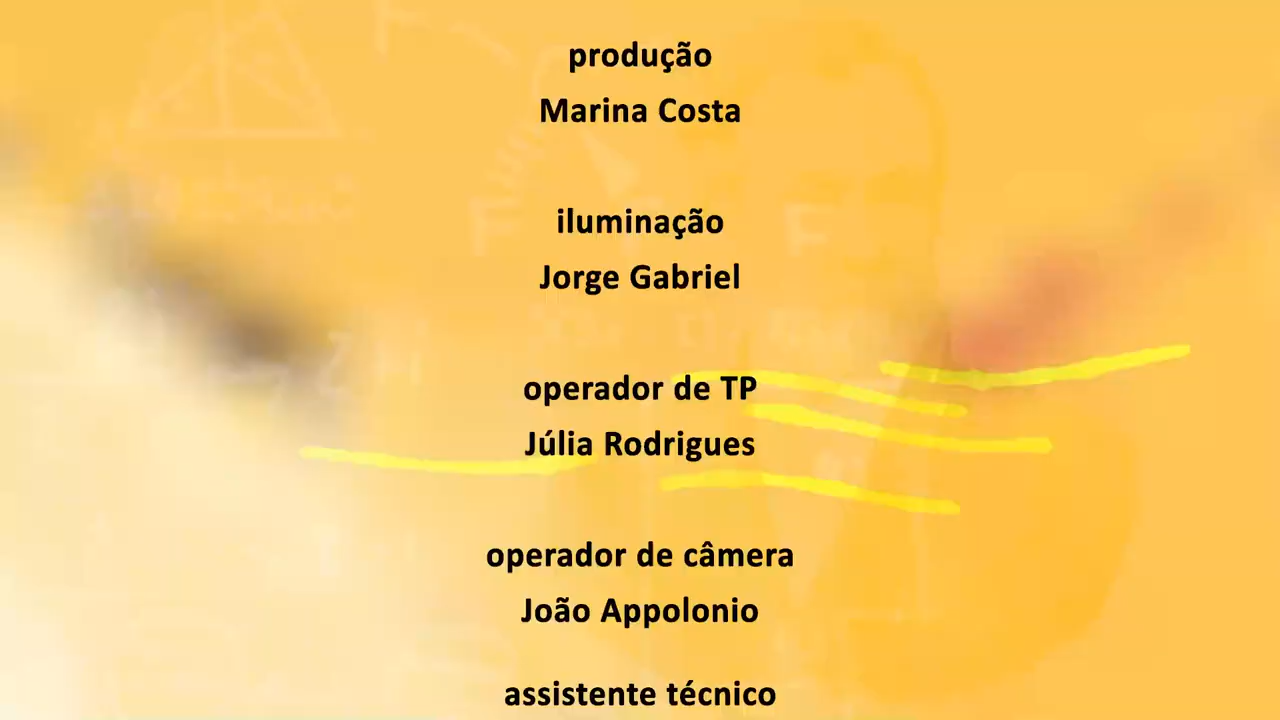 produção
Marina Costa
iluminação
Jorge Gabriel
operador de TP
Júlia Rodrigues
operador de câmera
João Appolonio
assistente técnico